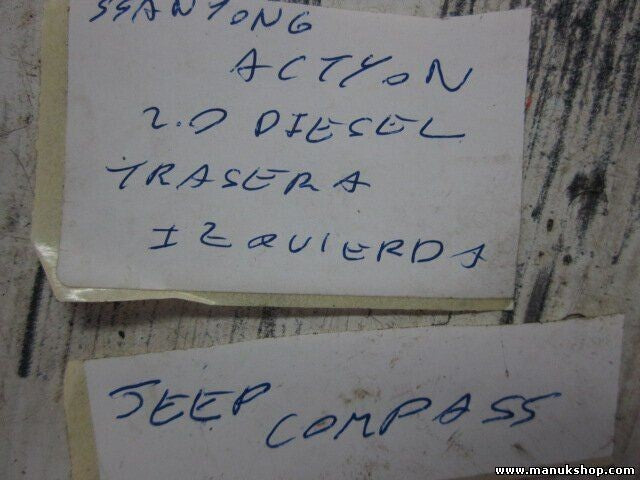 SSANYONG
ACTYON
2.0 DIESEL
TRASERA
IZQUIERDA
JEEP COMPASS
www.manukshop.com